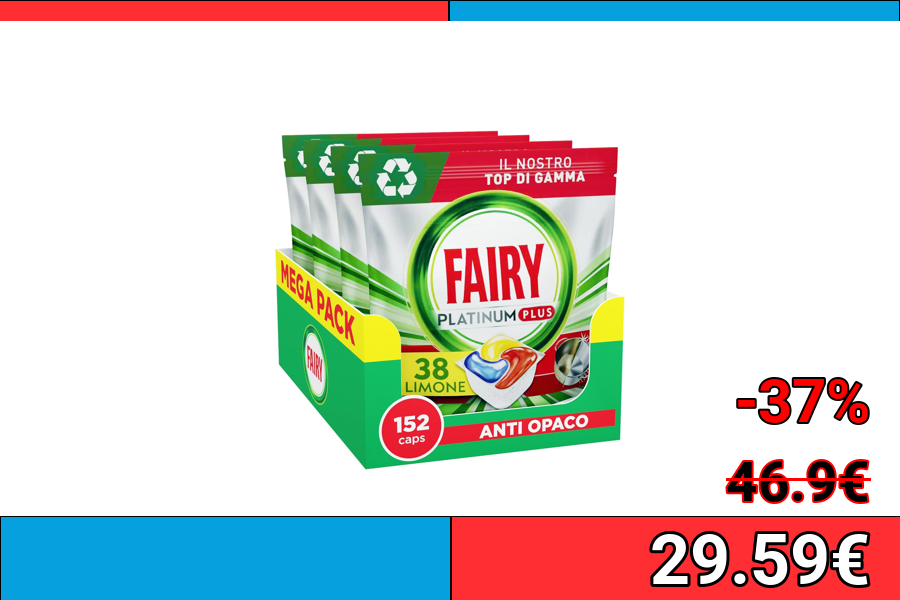 IL NOSTRO
TOP DI GAMMA
FAIRY
PLATINUM PLUS
MEGA PACK
FAIRY
38
LIMONE
152
caps
ANTI OPACO
-37%
46.9€
29.59€